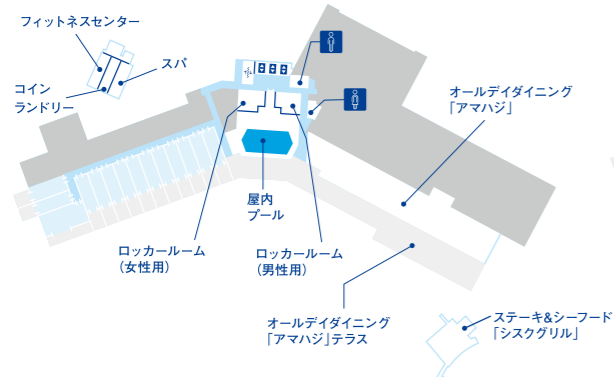 フィットネスセンター
スパ
コイン
ランドリー
オールデイダイニング
「アマハジ」
屋内
プール
ロッカールーム
(女性用)
ロッカールーム
(男性用)
オールデイダイニング
「アマハジ」テラス
ステーキ&シーフード
「シスクグリル」